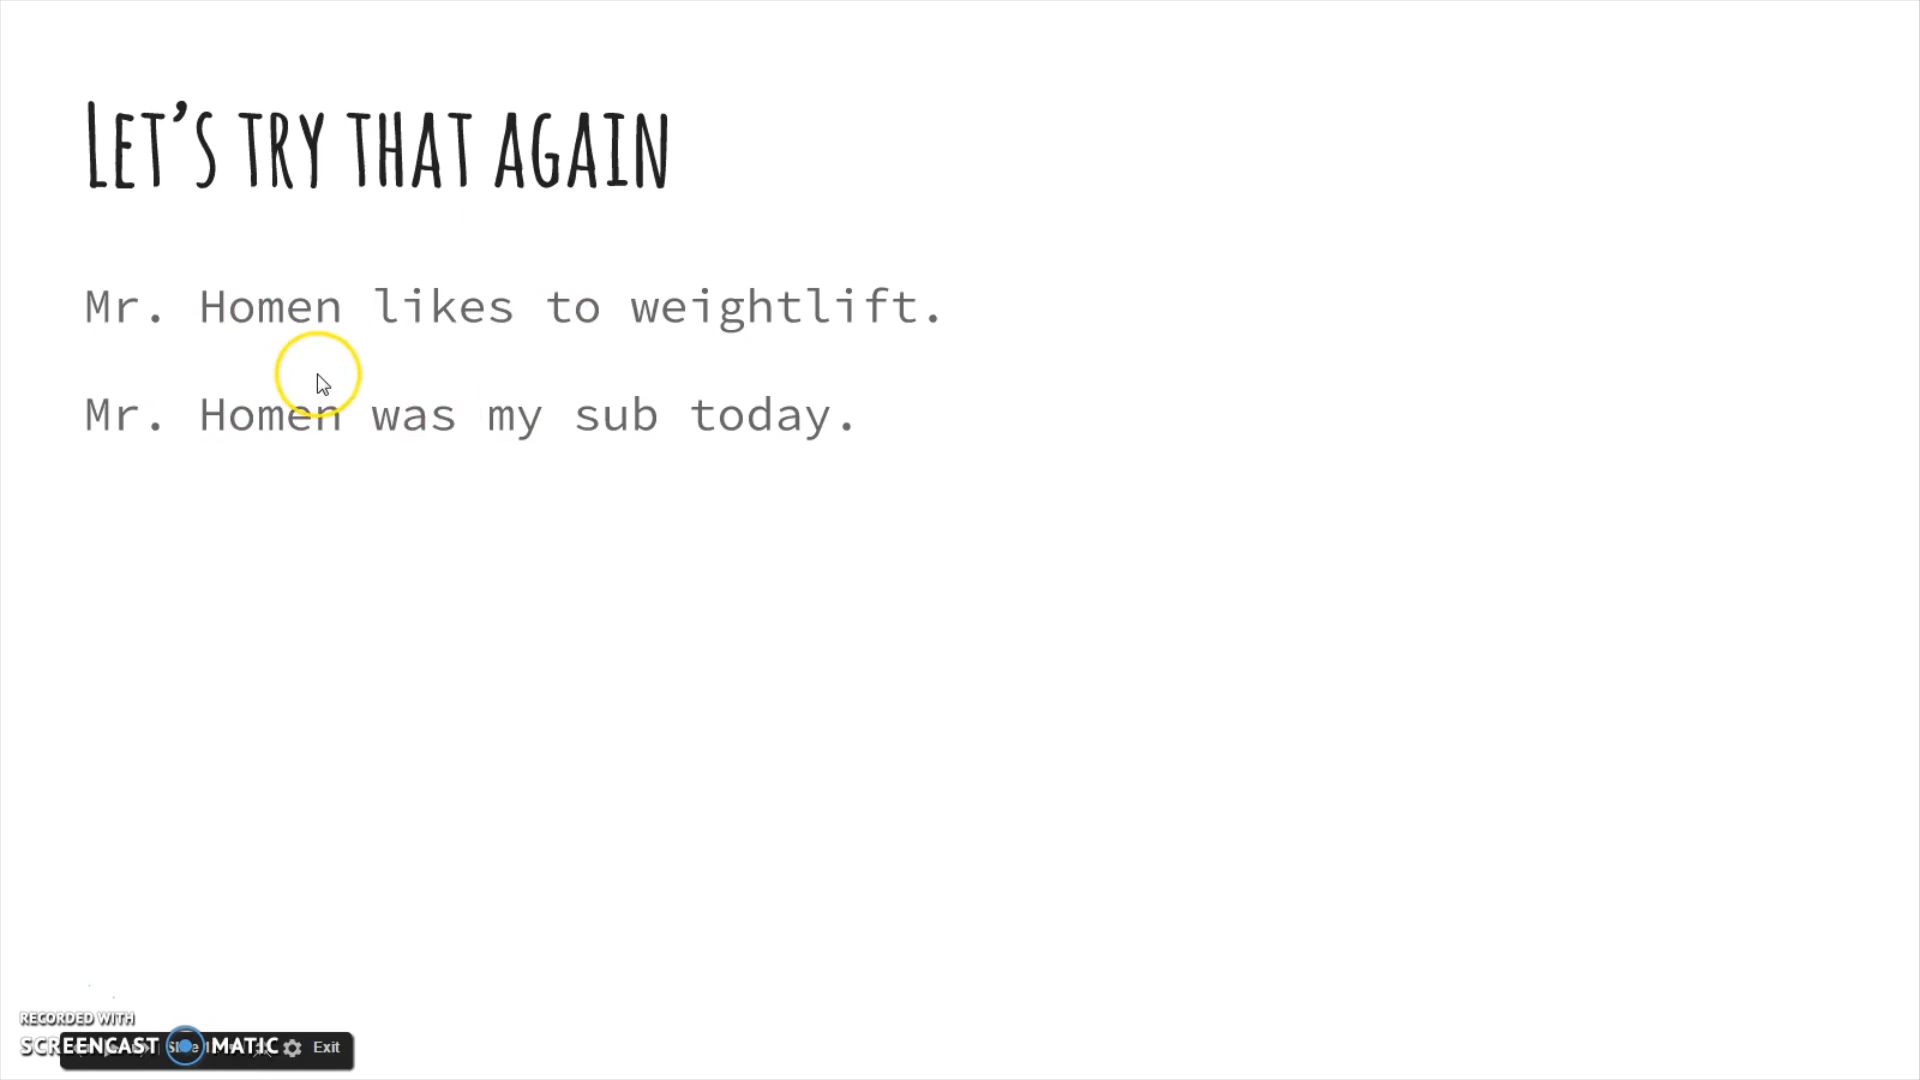 Let's try that again
Mr. Homen likes to weightlift.
Mr. Homen was my sub today.
RECORDED WITH
SCREENCAST MATIC
Exit